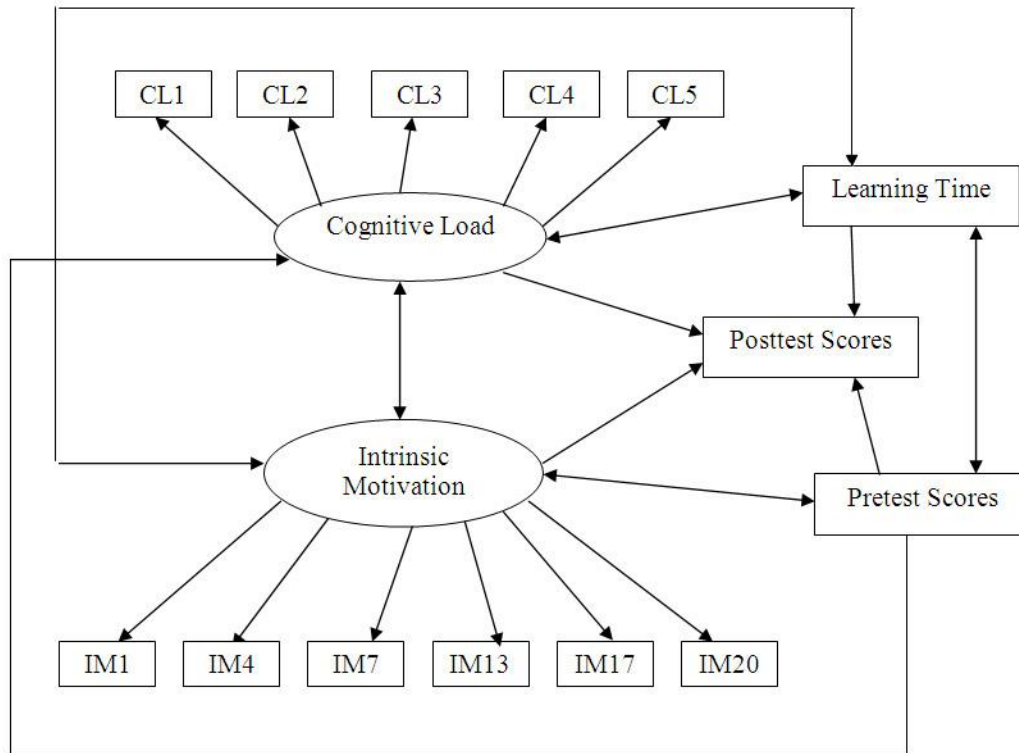 CL1
CL2
CL3
CL4
CL5
Learning Time
Cognitive Load
Posttest Scores
Intrinsic
Motivation
Pretest Scores
IM1
IM4
IM7
IM13
IM17
IM20